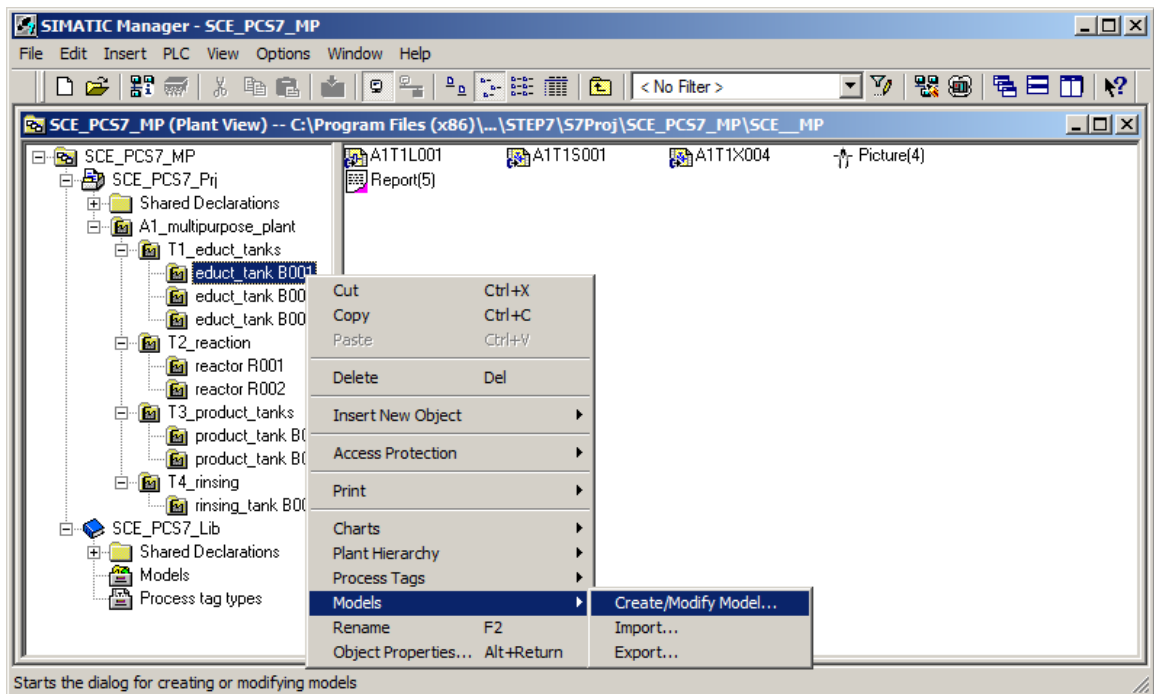 SIMATIC Manager - SCE_PCS7_MP
File Edit Insert PLC View Options Window Help
< No Filter >
SCE_PCS7_MP (Plant View) -- C:\Program Files (x86)\...\STEP7\S7Proj\SCE_PCS7_MP\SCE__MP
SCE_PCS7_MP
SCE_PCS7_Prj
Shared Declarations
A1_multipurpose_plant
T1_educt_tanks
educt_tank B001
educt_tank B00
educt_tank B00
T2_reaction
reactor R001
reactor R002
T3_product_tanks
product_tank B0
product_tank B0
T4_rinsing
rinsing_tank B00
SCE_PCS7_Lib
Shared Declarations
Models
Process tag types
A1T1L001 A1T1S001 A1T1X004 Picture(4)
Report(5)
Cut Ctrl+X
Copy Ctrl+C
Paste Ctrl+V
Delete Del
Insert New Object
Access Protection
Print
Charts
Plant Hierarchy
Process Tags
Models
Rename F2
Object Properties... Alt+Return
Create/Modify Model...
Import...
Export...
Starts the dialog for creating or modifying models